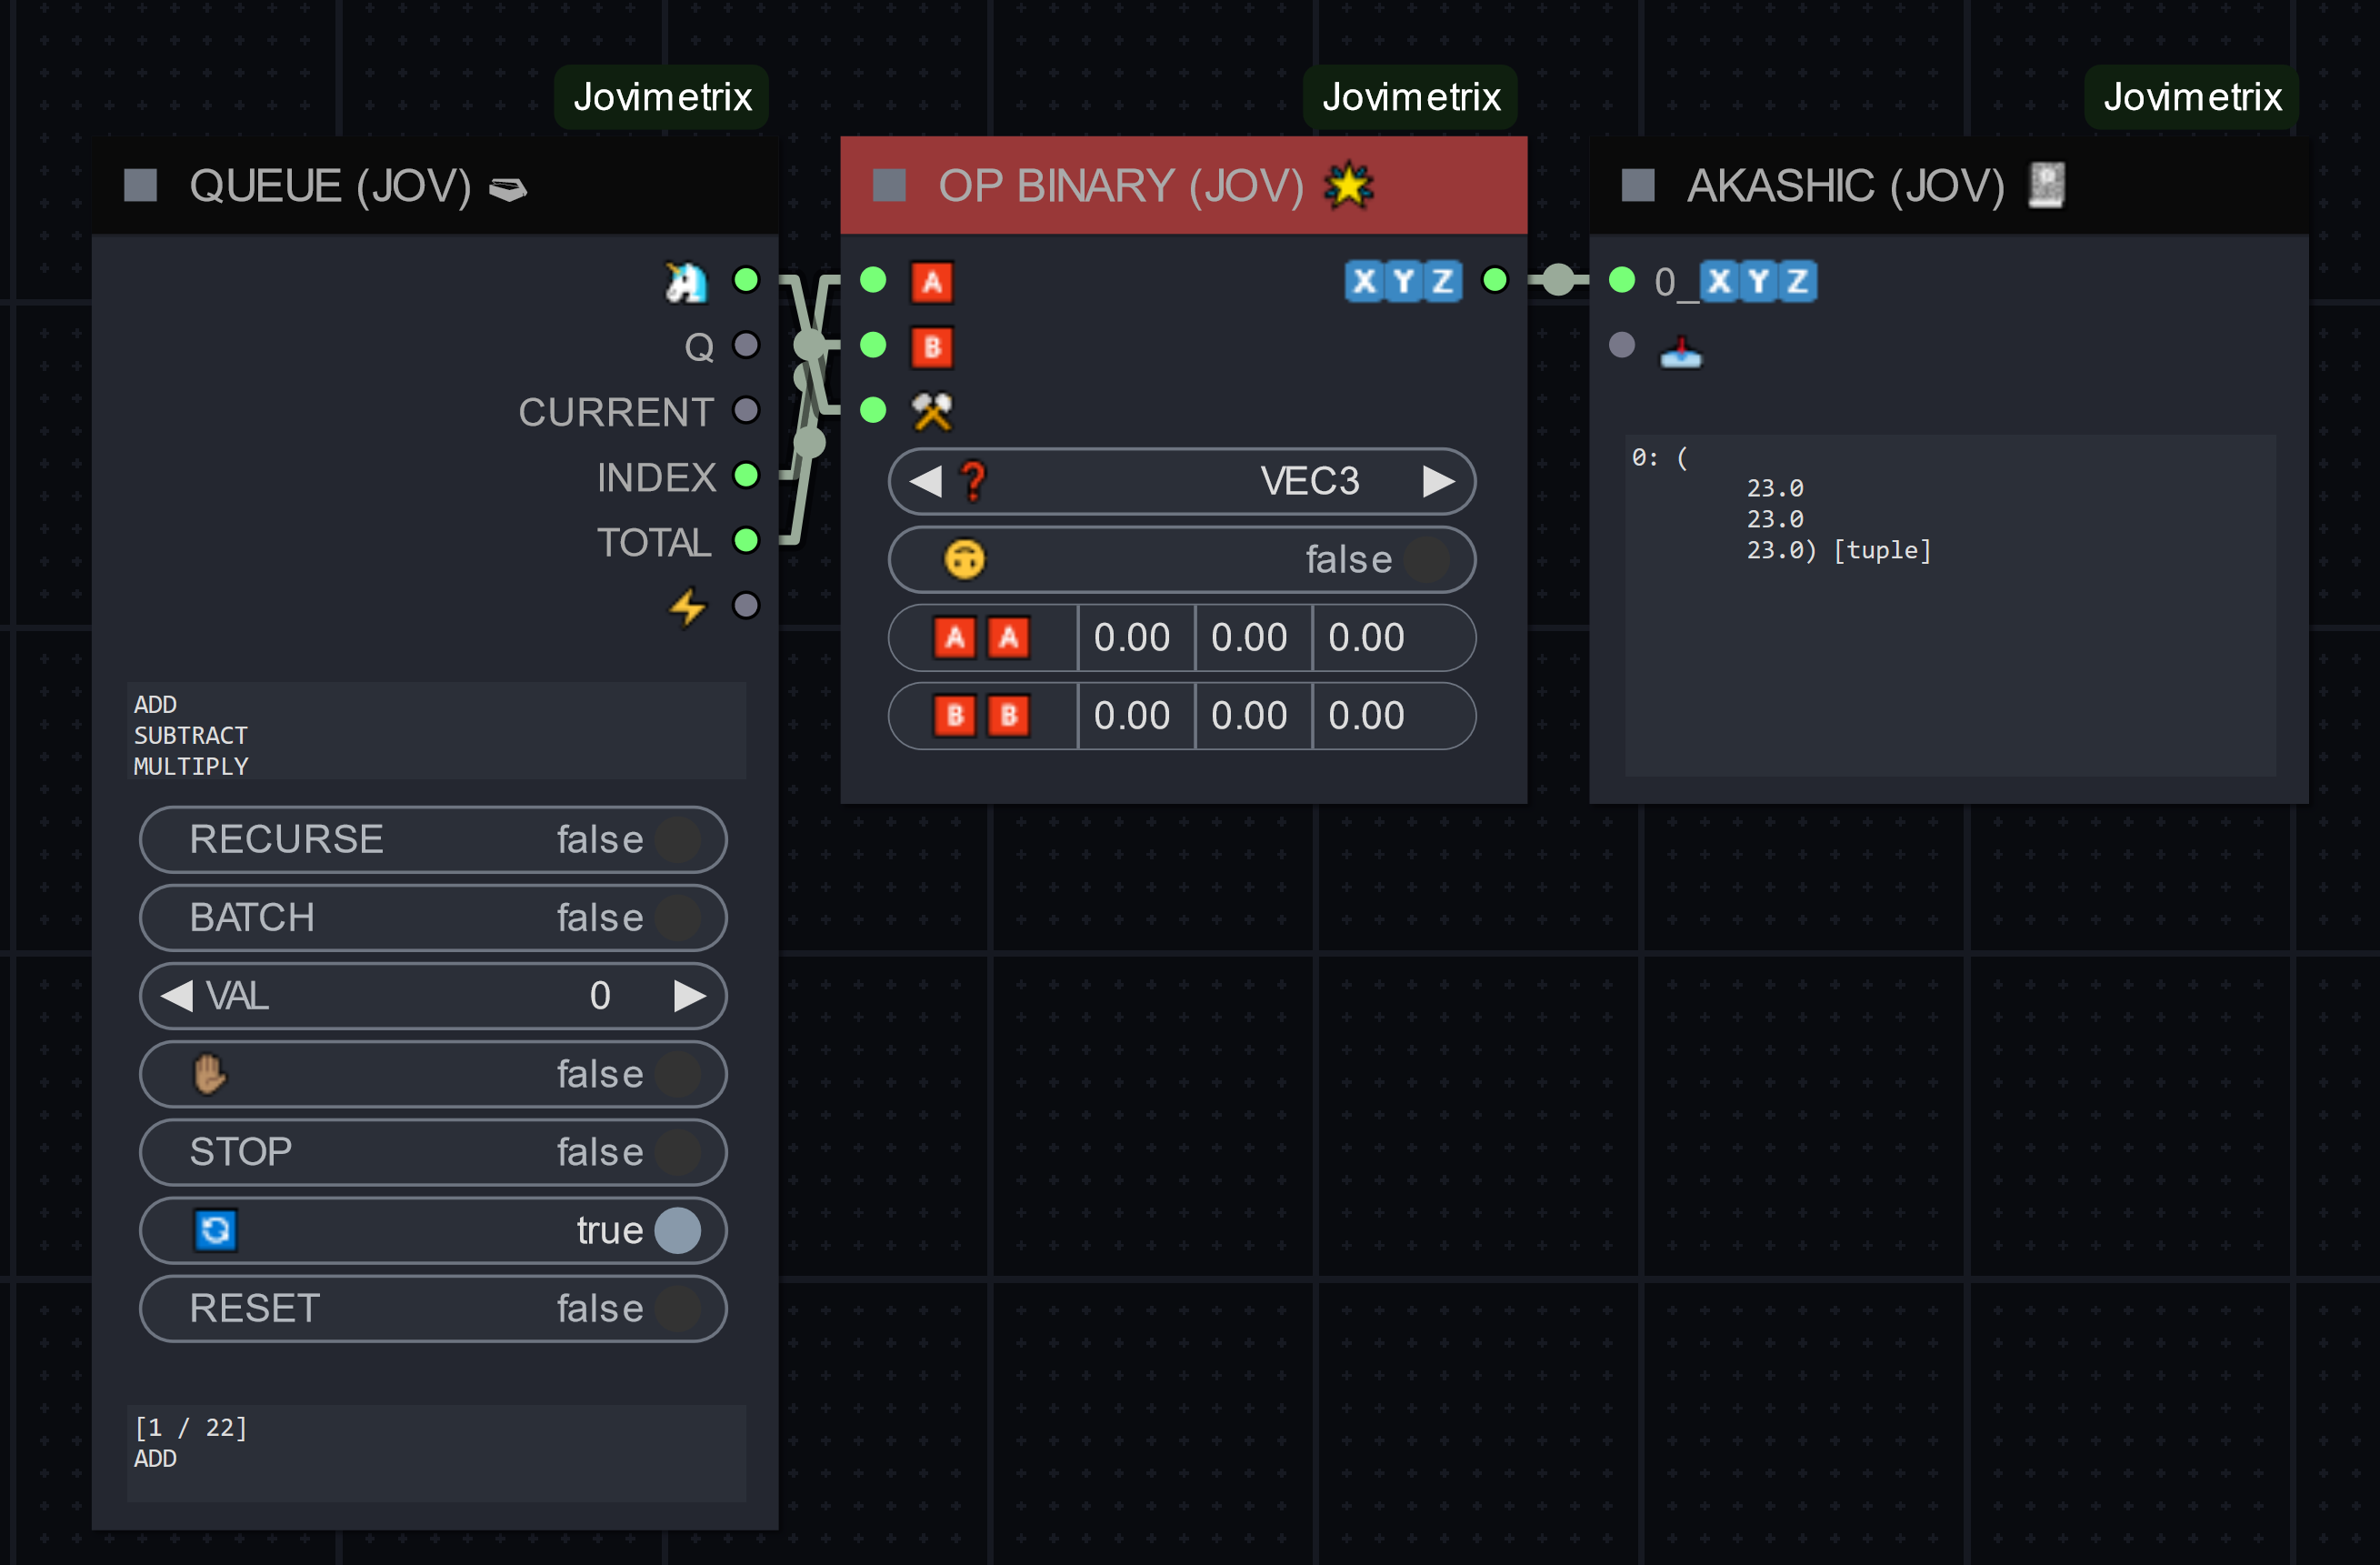 Jovimetrix
QUEUE (JOV)
Q
CURRENT
INDEX
TOTAL
ADD
SUBTRACT
MULTIPLY
RECURSE false
BATCH false
VAL 0
false
STOP false
true
RESET false
[1 / 22]
ADD
Jovimetrix
OP BINARY (JOV)
A XYZ
B
❓ VEC3
false
A A 0.00 0.00 0.00
B B 0.00 0.00 0.00
Jovimetrix
AKASHIC (JOV)
0_XYZ
0: (
23.0
23.0
23.0) [tuple]